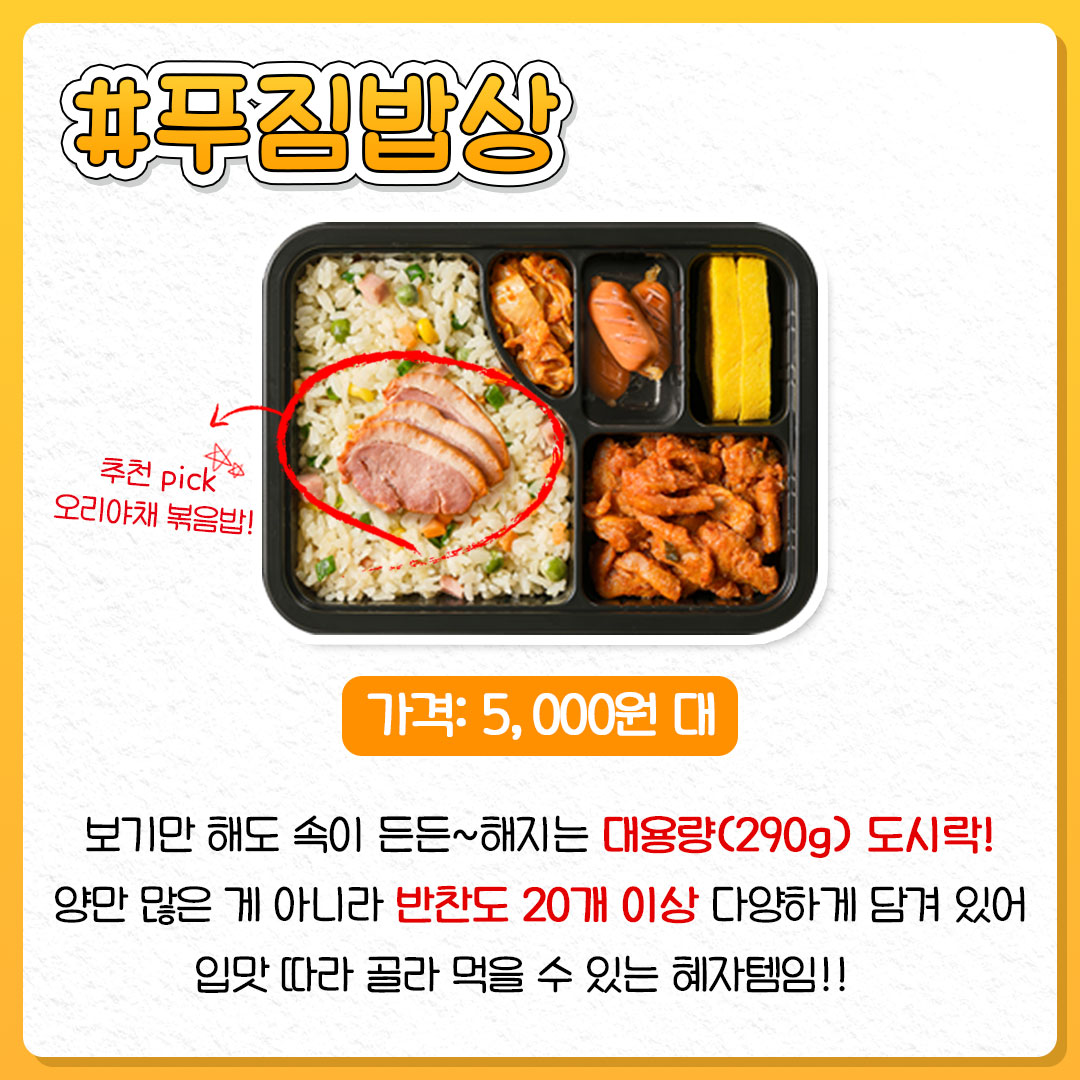 #푸짐밥상
추천 pick
오리야채 볶음밥!
가격: 5,000원 대
보기만 해도 속이 든든~해지는 대용량(290g) 도시락!
양만 많은 게 아니라 반찬도 20개 이상 다양하게 담겨 있어
입맛 따라 골라 먹을 수 있는 혜자템임!!